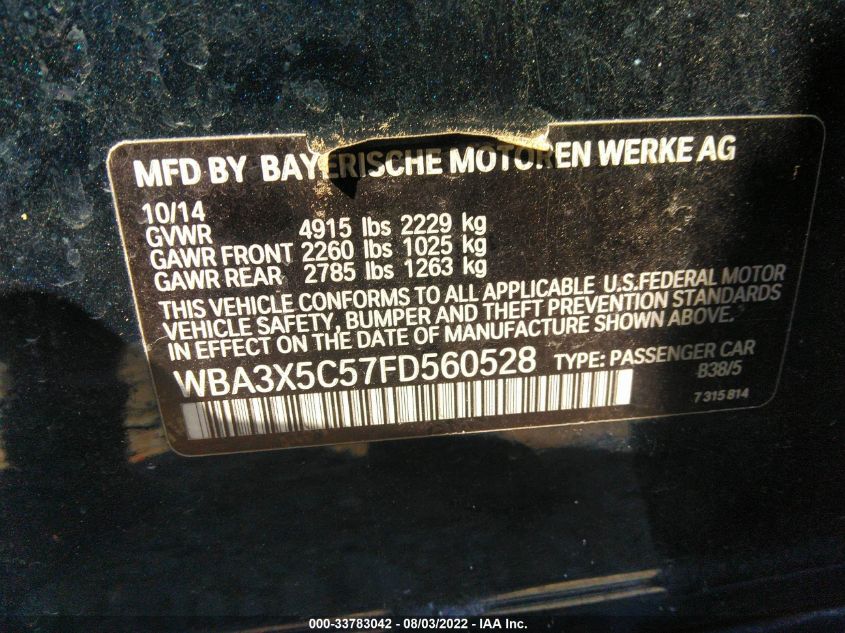 MFD BY BAYERISCHE MOTOREN WERKE AG
10/14
GVWR 4915 lbs 2229 kg
GAWR FRONT 2260 lbs 1025 kg
GAWR REAR 2785 lbs 1263 kg
THIS VEHICLE CONFORMS TO ALL APPLICABLE U.S.FEDERAL MOTOR
VEHICLE SAFETY, BUMPER AND THEFT PREVENTION STANDARDS
IN EFFECT ON THE DATE OF MANUFACTURE SHOWN ABOVE.
WBA3X5C57FD560528 TYPE: PASSENGER CAR
B38/5
7 315 814
000-33783042 - 08/03/2022 - IAA Inc.